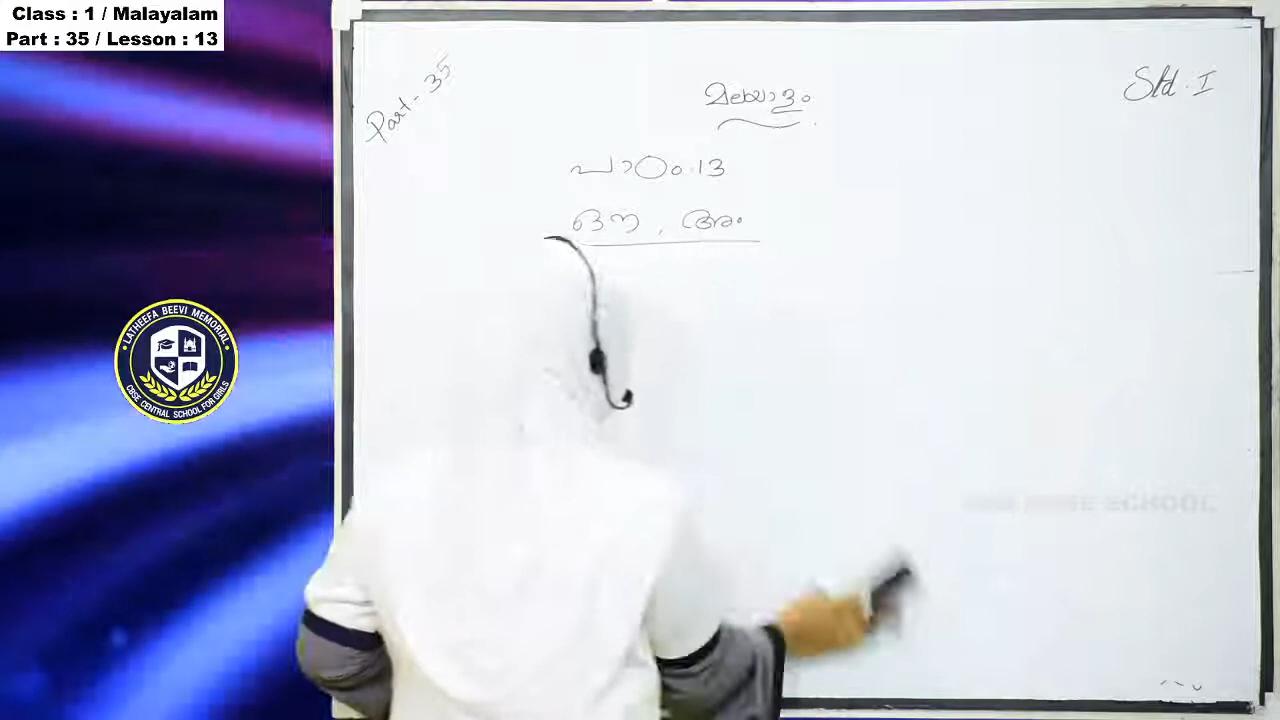 Class : 1 / Malayalam
Part : 35 / Lesson : 13
Part - 35
മലയാളം
Std. I
പാഠം.13
ഔ , അം
LATHEEFA BEEVI MEMORIAL
CBSE CENTRAL SCHOOL FOR GIRLS
SCHOOL